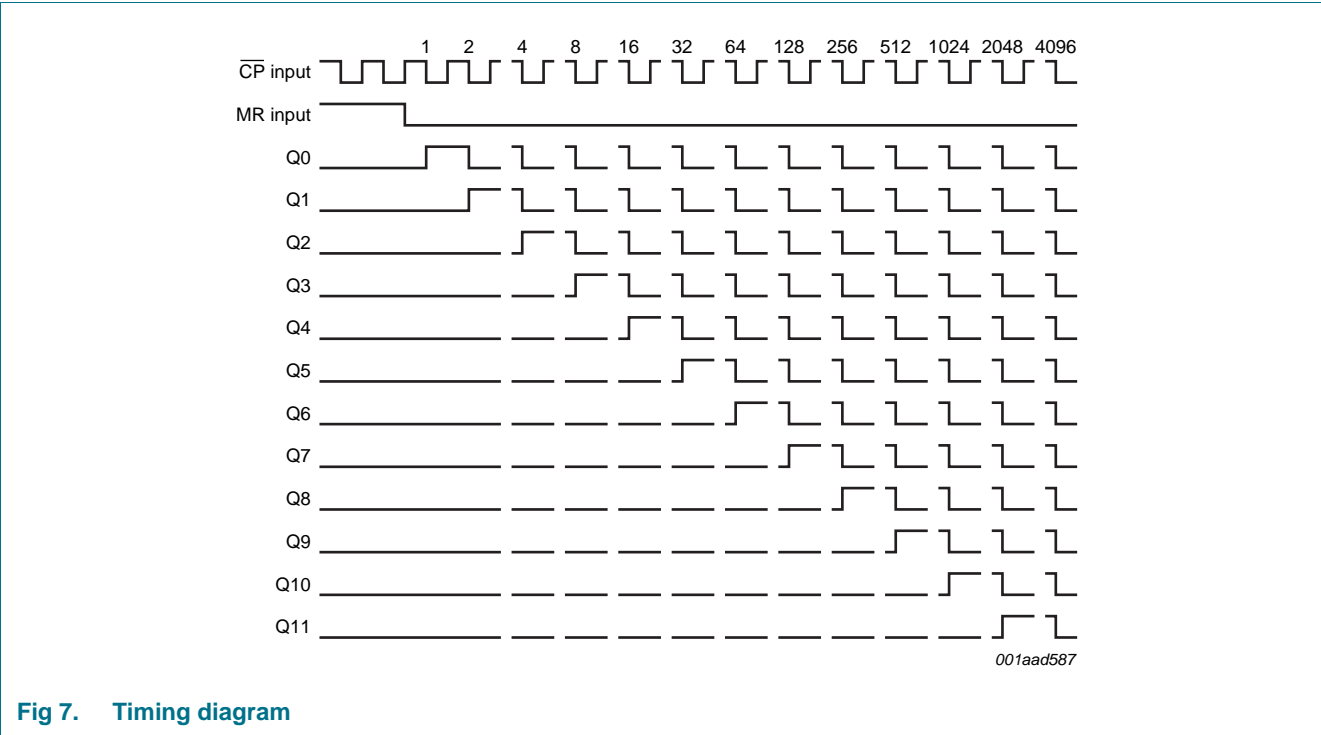 1 2 4 8 16 32 64 128 256 512 1024 2048 4096
C̅P̅ input
MR input
Q0
Q1
Q2
Q3
Q4
Q5
Q6
Q7
Q8
Q9
Q10
Q11
001aad587
Fig 7. Timing diagram